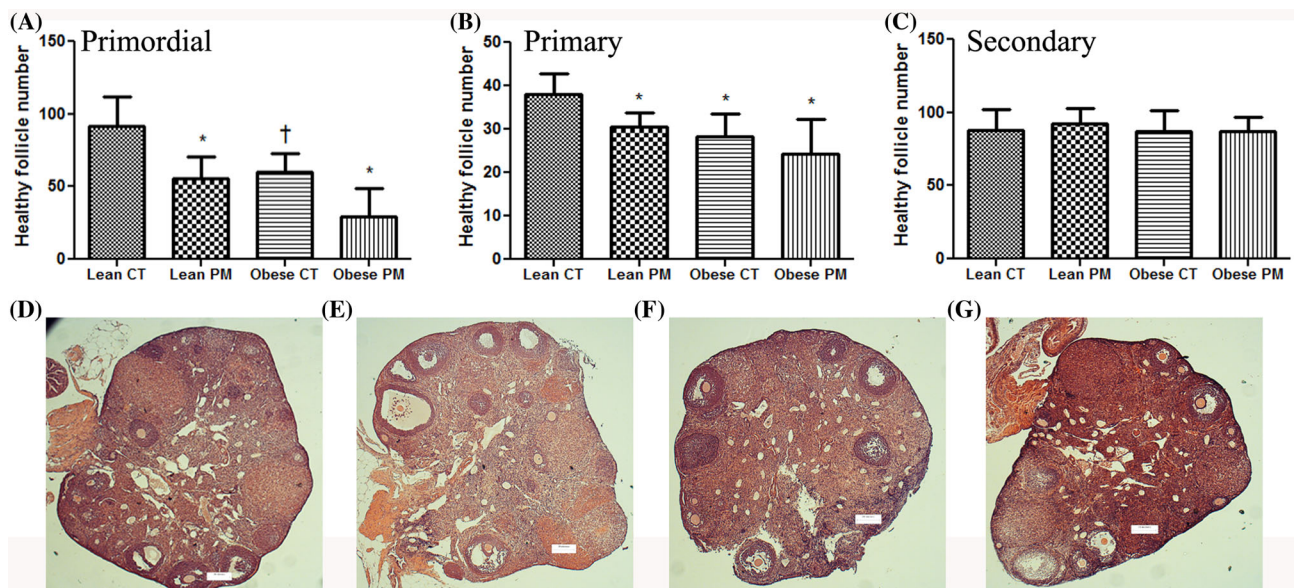 (A) Primordial
Healthy follicle number
150
100
50
0
*
†
*
Lean CT Lean PM Obese CT Obese PM
(B) Primary
Healthy follicle number
50
40
30
20
10
0
*
*
*
Lean CT Lean PM Obese CT Obese PM
(C) Secondary
Healthy follicle number
150
100
50
0
Lean CT Lean PM Obese CT Obese PM
(D)
(E)
(F)
(G)